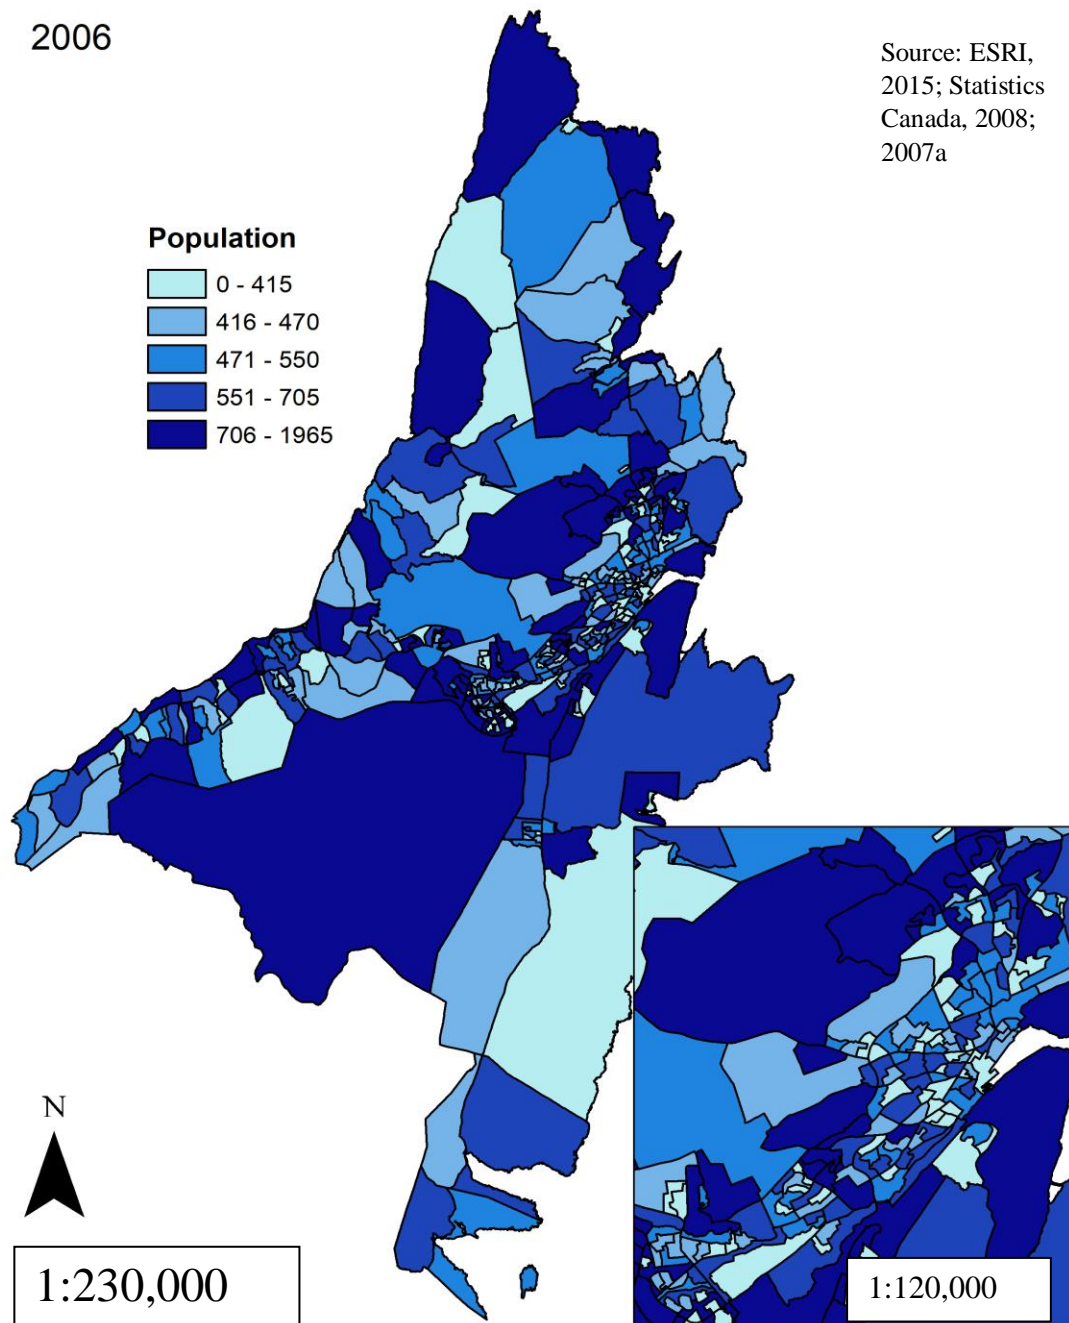 2006
Source: ESRI,
2015; Statistics
Canada, 2008;
2007a
Population
0 - 415
416 - 470
471 - 550
551 - 705
706 - 1965
N
1:230,000
1:120,000